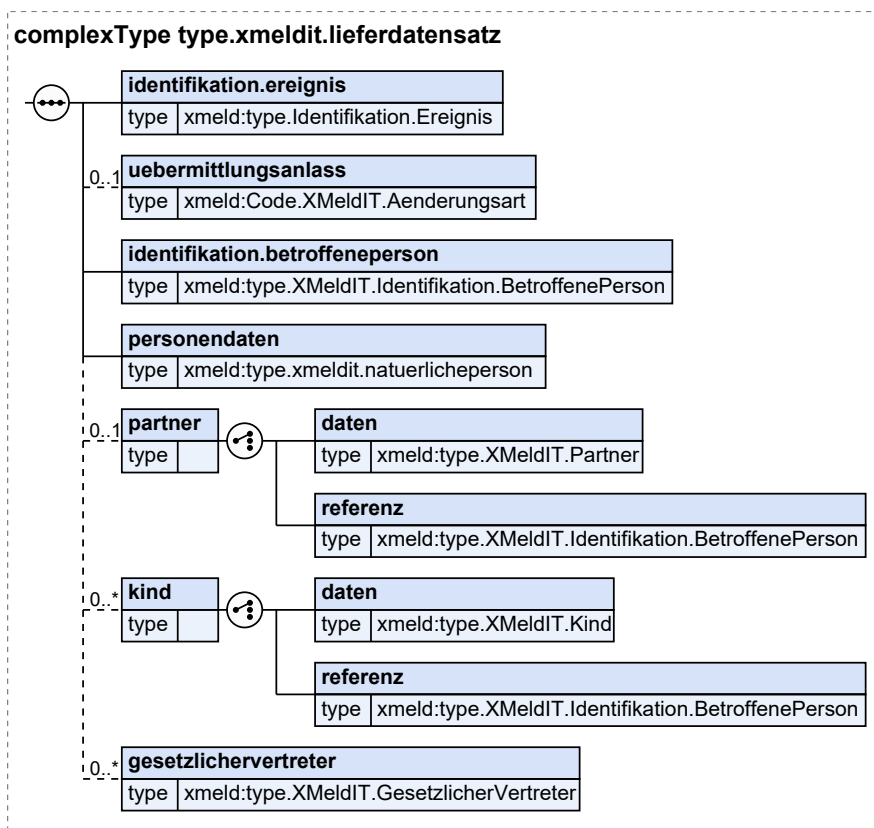 complexType type.xmeldit.lieferdatensatz
identifikation.ereignis
type xmeld:type.Identifikation.Ereignis
0..1 uebermittlungsanlass
type xmeld:Code.XMeldIT.Aenderungsart
identifikation.betroffeneperson
type xmeld:type.XMeldIT.Identifikation.BetroffenePerson
personendaten
type xmeld:type.xmeldit.natuerlicheperson
0..1 partner daten
type type xmeld:type.XMeldIT.Partner
referenz
type xmeld:type.XMeldIT.Identifikation.BetroffenePerson
0..* kind daten
type type xmeld:type.XMeldIT.Kind
referenz
type xmeld:type.XMeldIT.Identifikation.BetroffenePerson
0..* gesetzlichervertreter
type xmeld:type.XMeldIT.GesetzlicherVertreter